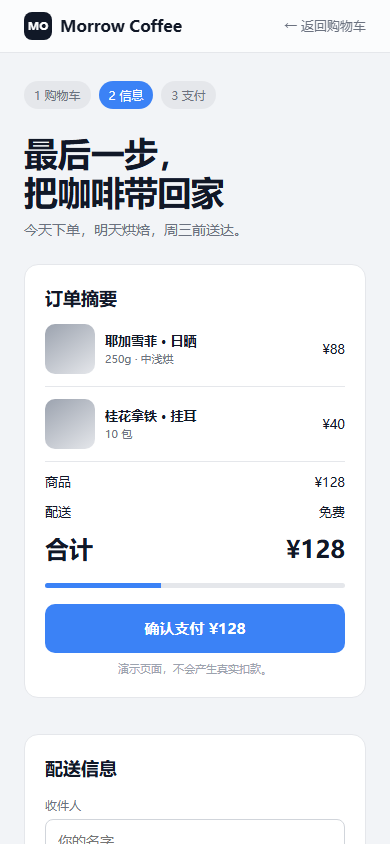 MO Morrow Coffee
← 返回购物车
1 购物车
2 信息
3 支付
最后一步，
把咖啡带回家
今天下单，明天烘焙，周三前送达。
订单摘要
耶加雪菲 • 日晒
250g · 中浅烘
¥88
桂花拿铁 • 挂耳
10 包
¥40
商品 ¥128
配送 免费
合计 ¥128
确认支付 ¥128
演示页面，不会产生真实扣款。
配送信息
收件人
你的名字